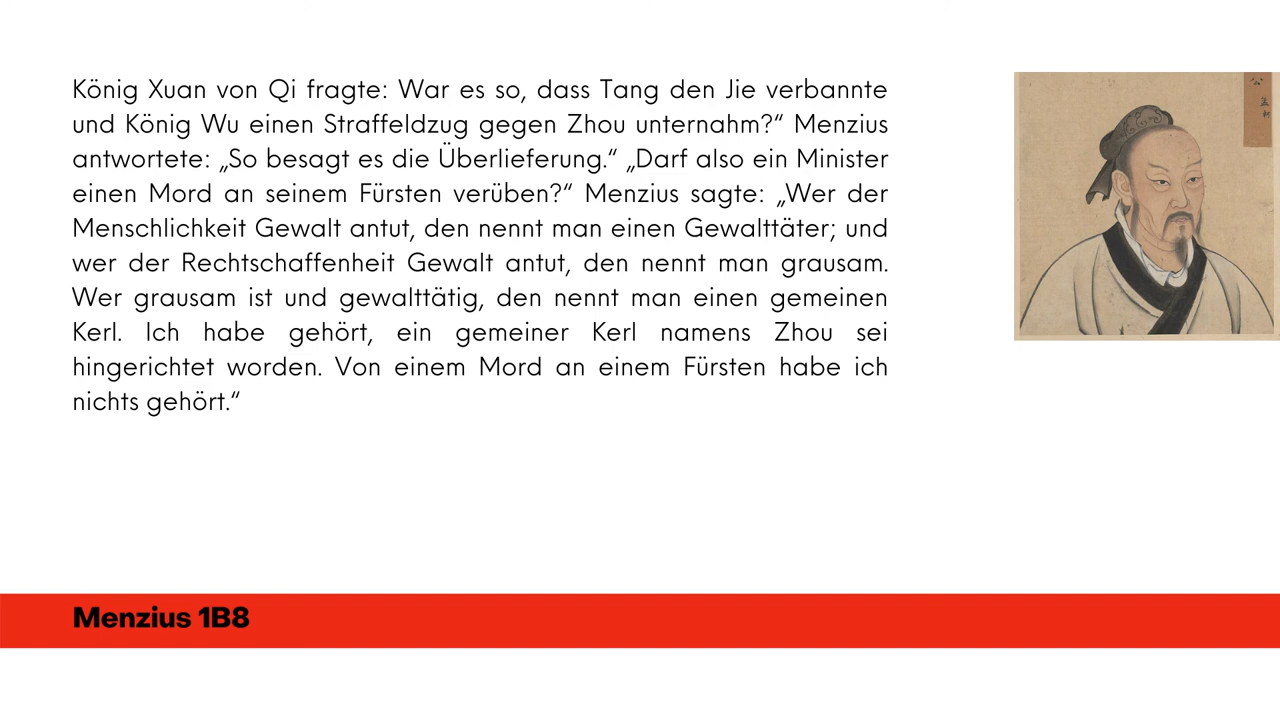 König Xuan von Qi fragte: War es so, dass Tang den Jie verbannte
und König Wu einen Straffeldzug gegen Zhou unternahm?“ Menzius
antwortete: „So besagt es die Überlieferung.“ „Darf also ein Minister
einen Mord an seinem Fürsten verüben?“ Menzius sagte: „Wer der
Menschlichkeit Gewalt antut, den nennt man einen Gewalttäter; und
wer der Rechtschaffenheit Gewalt antut, den nennt man grausam.
Wer grausam ist und gewalttätig, den nennt man einen gemeinen
Kerl. Ich habe gehört, ein gemeiner Kerl namens Zhou sei
hingerichtet worden. Von einem Mord an einem Fürsten habe ich
nichts gehört.“
Menzius 1B8